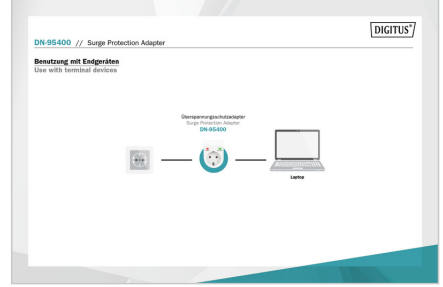 DIGITUS®
DN-95400 // Surge Protection Adapter
Benutzung mit Endgeräten
Use with terminal devices
Überspannungsschutzadapter
Surge Protection Adapter
DN-95400
Laptop